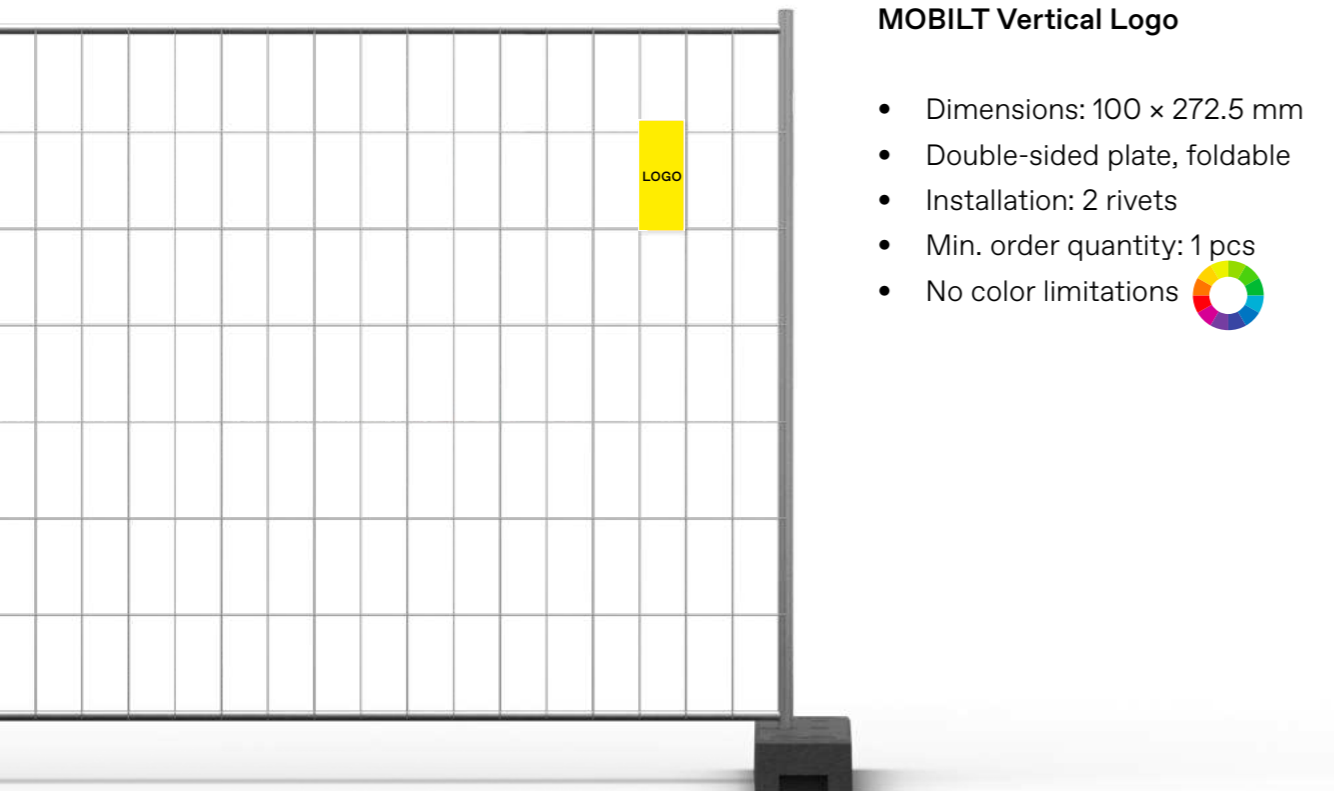 MOBILT Vertical Logo
• Dimensions: 100 × 272.5 mm
• Double-sided plate, foldable
• Installation: 2 rivets
• Min. order quantity: 1 pcs
• No color limitations
LOGO